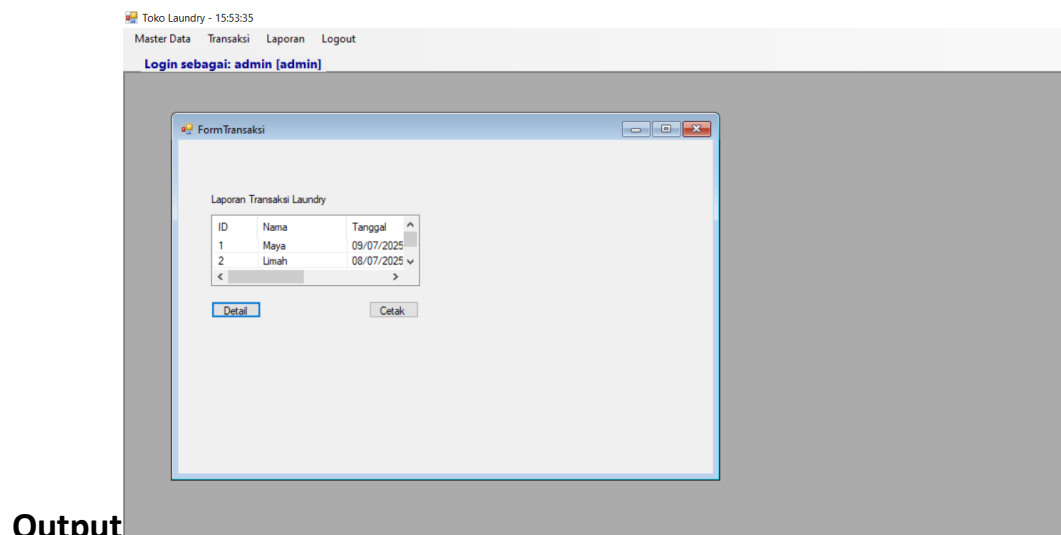 Toko Laundry - 15:53:35
Master Data Transaksi Laporan Logout
Login sebagai: admin [admin]
FormTransaksi
Laporan Transaksi Laundry
ID Nama Tanggal
1 Maya 09/07/2025
2 Limah 08/07/2025
Detail Cetak
Output